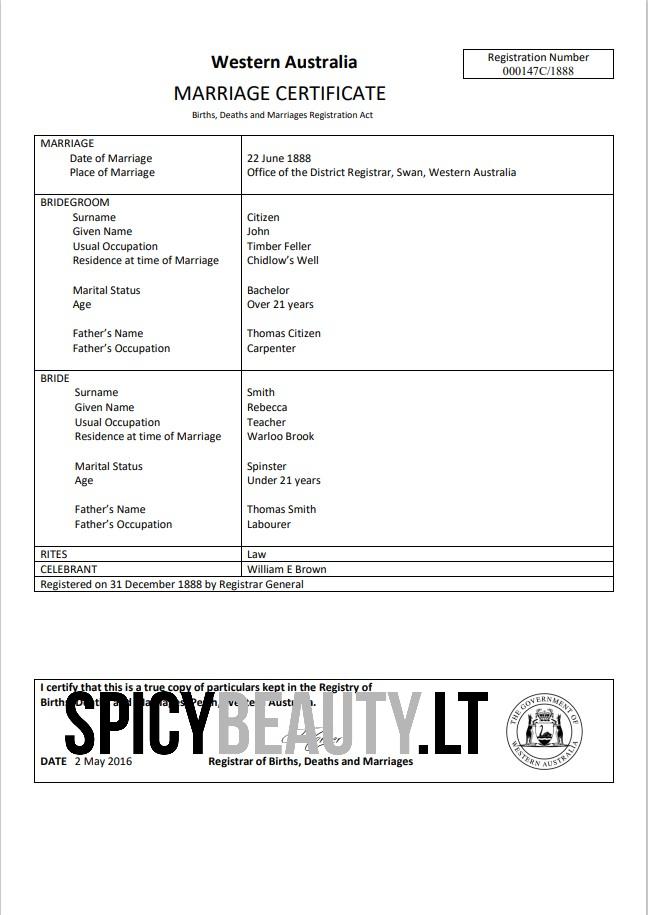 Western Australia
Registration Number
000147C/1888
MARRIAGE CERTIFICATE
Births, Deaths and Marriages Registration Act
MARRIAGE
Date of Marriage 22 June 1888
Place of Marriage Office of the District Registrar, Swan, Western Australia
BRIDEGROOM
Surname Citizen
Given Name John
Usual Occupation Timber Feller
Residence at time of Marriage Chidlow's Well
Marital Status Bachelor
Age Over 21 years
Father's Name Thomas Citizen
Father's Occupation Carpenter
BRIDE
Surname Smith
Given Name Rebecca
Usual Occupation Teacher
Residence at time of Marriage Warloo Brook
Marital Status Spinster
Age Under 21 years
Father's Name Thomas Smith
Father's Occupation Labourer
RITES Law
CELEBRANT William E Brown
Registered on 31 December 1888 by Registrar General
I certify that this is a true copy of particulars kept in the Registry of
Births, Deaths and Marriages, Perth, Western Australia.
SPICYBEAUTY.LT
DATE 2 May 2016 Registrar of Births, Deaths and Marriages
THE GOVERNMENT OF
WESTERN AUSTRALIA